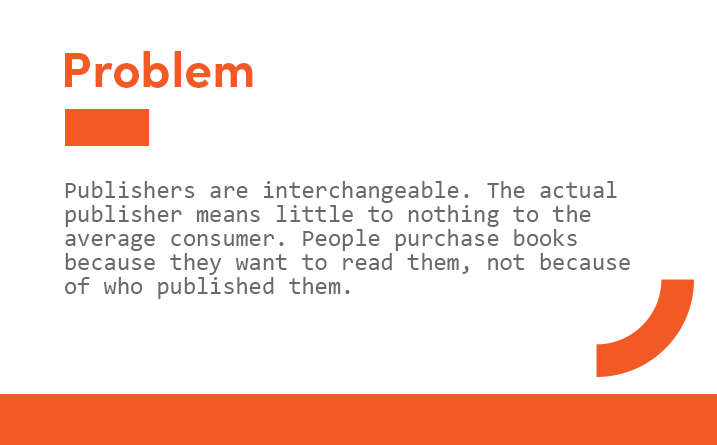 Problem
Publishers are interchangeable. The actual
publisher means little to nothing to the
average consumer. People purchase books
because they want to read them, not because
of who published them.